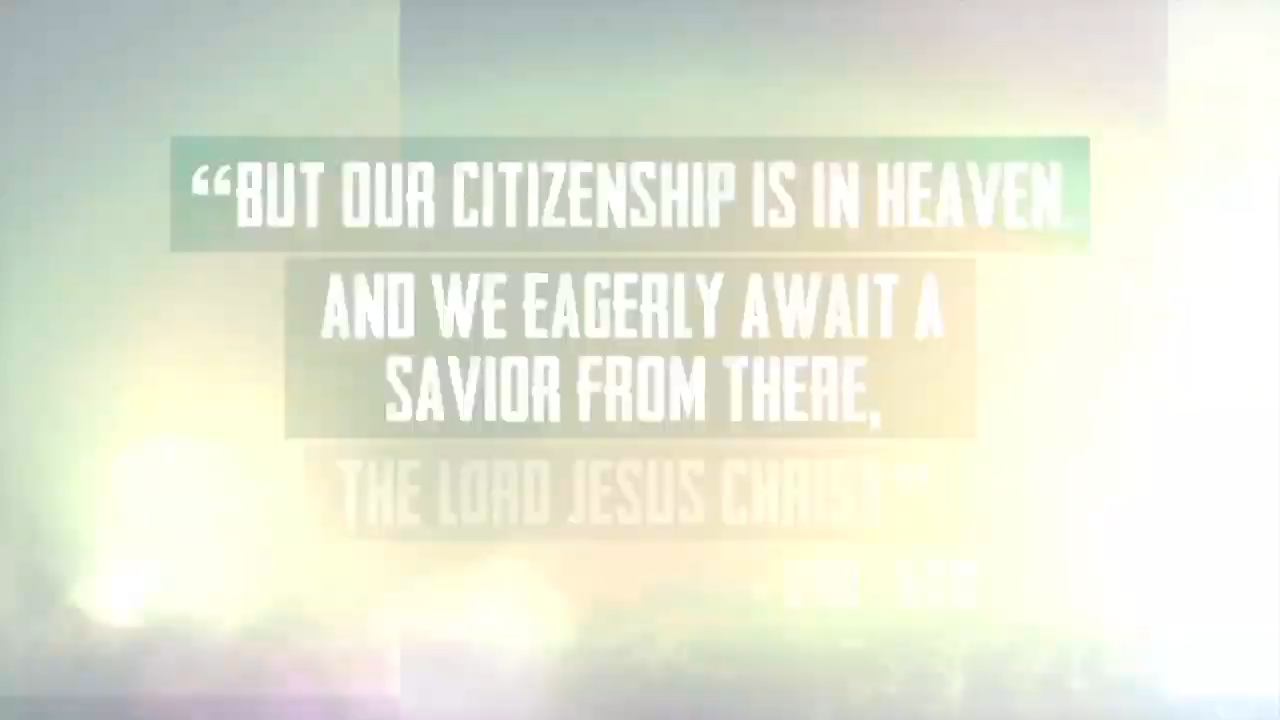 “BUT OUR CITIZENSHIP IS IN HEAVEN.
AND WE EAGERLY AWAIT A
SAVIOR FROM THERE,
THE LORD JESUS CHRIST”